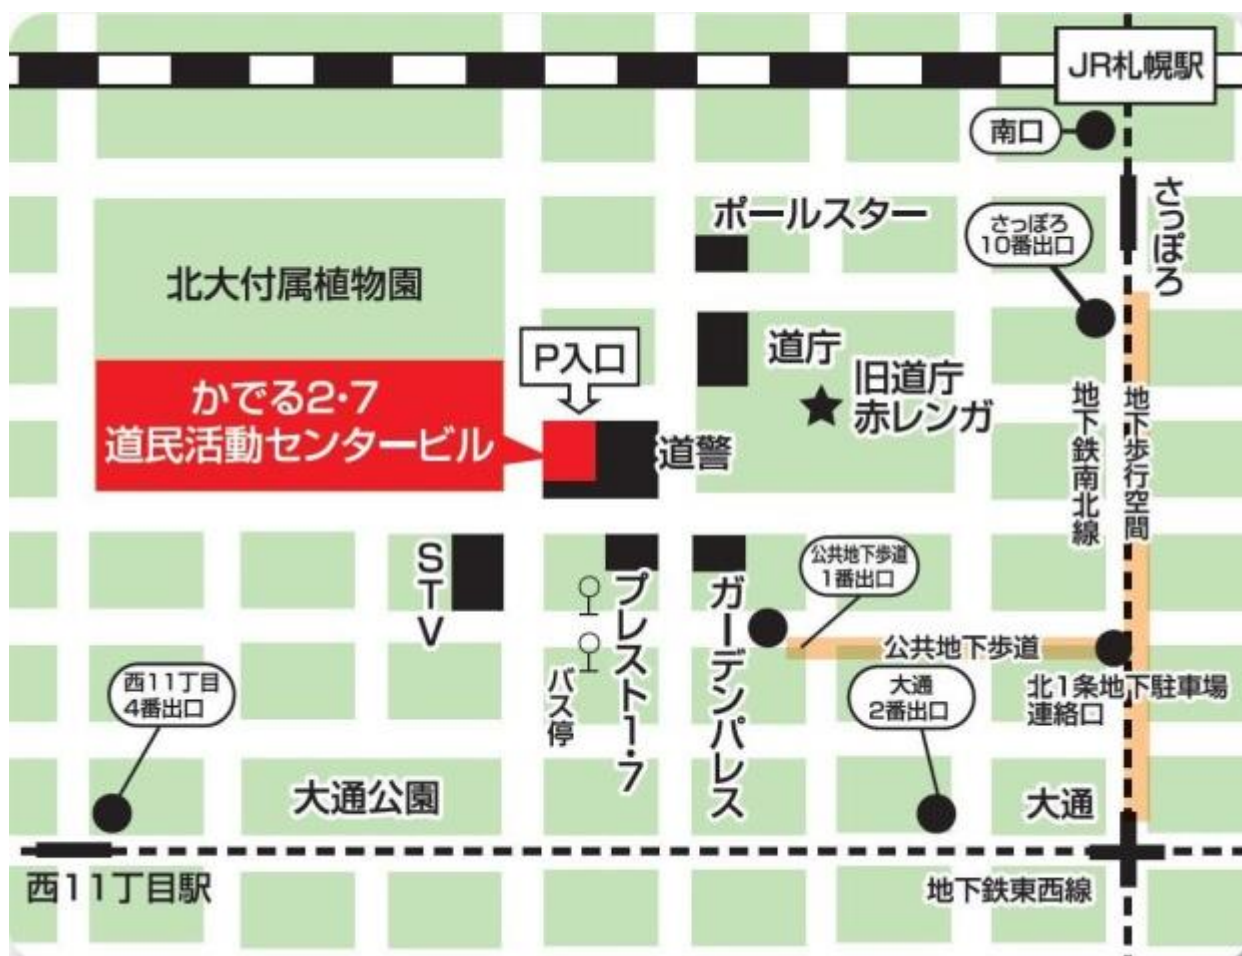 JR札幌駅
南口
さっぽろ
ポールスター
さっぽろ
10番出口
北大付属植物園
P入口
道庁
旧道庁
赤レンガ
かでる2・7
道民活動センタービル
道警
地下鉄南北線
地下歩行空間
STV
プレスト1・7
ガーデンパレス
公共地下歩道
1番出口
公共地下歩道
バス停
西11丁目
4番出口
大通
2番出口
北1条地下駐車場
連絡口
大通公園
大通
西11丁目駅
地下鉄東西線